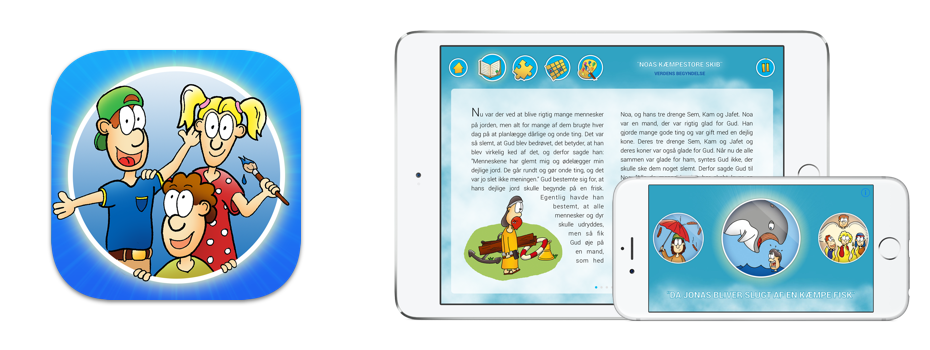 "NOAS KÆMPESTORE SKIB"
VERDENS BEGYNDELSE
Nu var der ved at blive rigtig mange mennesker
på jorden, men alt for mange af dem brugte hver
dag på at planlægge dårlige og onde ting. Det var
så slemt, at Gud blev bedrøvet, det betyder, at han
blev virkelig ked af det, og derfor sagde han:
"Menneskene har glemt mig og ødelægger min
dejlige jord. De går rundt og gør onde ting, og det
var jo slet ikke meningen." Gud bestemte sig for, at
hans dejlige jord skulle begynde på en frisk.
Egentlig havde han
bestemt, at alle
mennesker og dyr
skulle udryddes,
men så fik
Gud øje på
en mand,
som hed
Noa, og hans tre drenge Sem, Kam og Jafet. Noa
var en mand, der var rigtig glad for Gud. Han
gjorde mange gode ting og var gift med en dejlig
kone. Deres tre drenge Sem, Kam og Jafet og
deres koner var også glade for Gud. Når nu de alle
sammen var glade for ham, syntes Gud ikke, der
skulle ske dem noget slemt. Derfor sagde Gud til
"DA JONAS BLIVER SLUGT AF EN KÆMPE FISK"